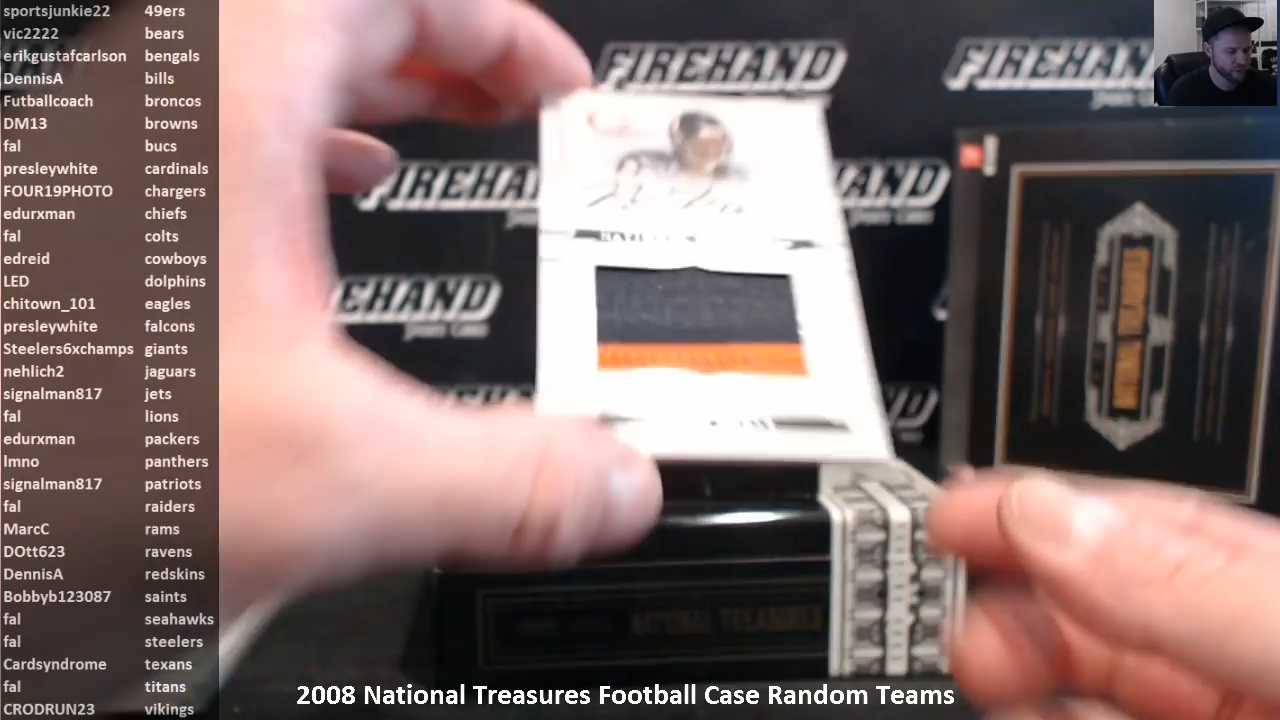 sportsjunkie22 49ers
vic2222 bears
erikgustafcarlson bengals
DennisA bills
Futballcoach broncos
DM13 browns
fal bucs
presleywhite cardinals
FOUR19PHOTO chargers
edurxman chiefs
fal colts
edreid cowboys
LED dolphins
chitown_101 eagles
presleywhite falcons
Steelers6xchamps giants
nehlich2 jaguars
signalman817 jets
fal lions
edurxman packers
lmno panthers
signalman817 patriots
fal raiders
MarcC rams
DOtt623 ravens
DennisA redskins
Bobbyb123087 saints
fal seahawks
fal steelers
Cardsyndrome texans
fal titans
CRODRUN23 vikings
FIREHAND
FIREHAND
NATIONAL TREASURES
2008 National Treasures Football Case Random Teams